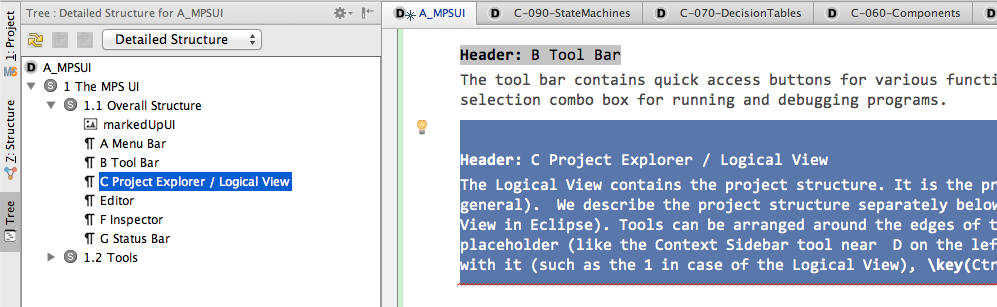 Tree : Detailed Structure for A_MPSUI
A_MPSUI
C-090-StateMachines
C-070-DecisionTables
C-060-Components
1: Project
Z: Structure
Tree
Detailed Structure
A_MPSUI
1 The MPS UI
1.1 Overall Structure
markedUpUI
A Menu Bar
B Tool Bar
C Project Explorer / Logical View
Editor
F Inspector
G Status Bar
1.2 Tools
Header: B Tool Bar
The tool bar contains quick access buttons for various functi
selection combo box for running and debugging programs.
Header: C Project Explorer / Logical View
The Logical View contains the project structure. It is the pr
general). We describe the project structure separately below
View in Eclipse). Tools can be arranged around the edges of t
placeholder (like the Context Sidebar tool near D on the left
with it (such as the 1 in case of the Logical View), \key(Ctr